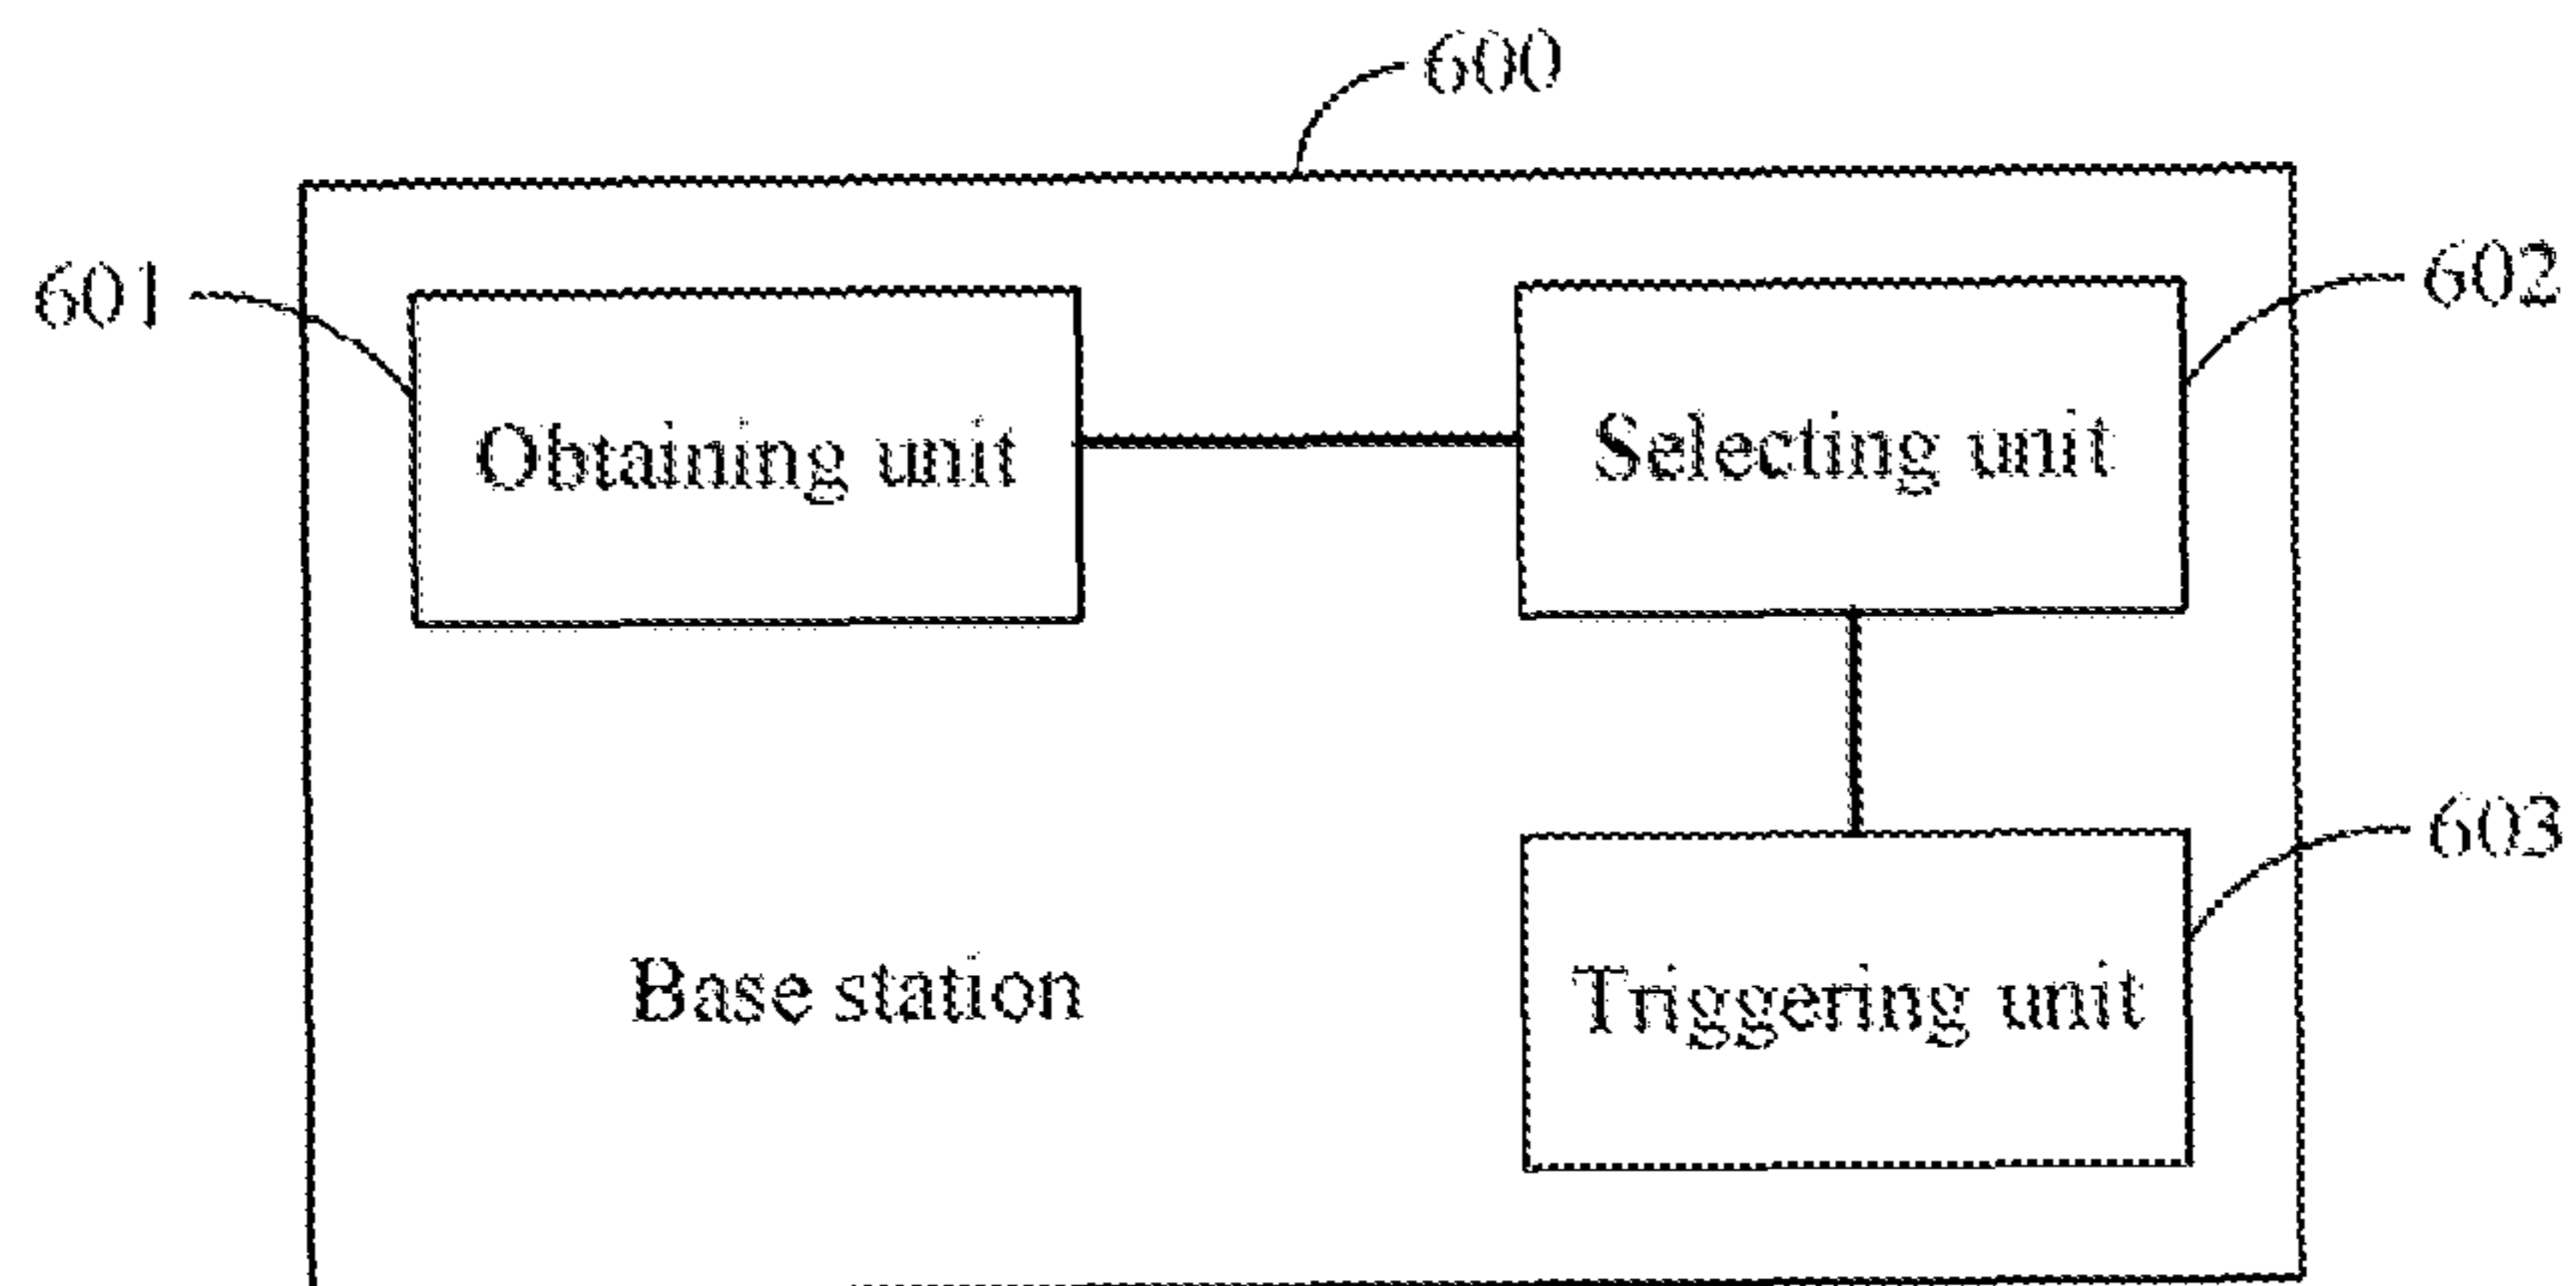 600
601
602
Obtaining unit
Selecting unit
603
Base station
Triggering unit